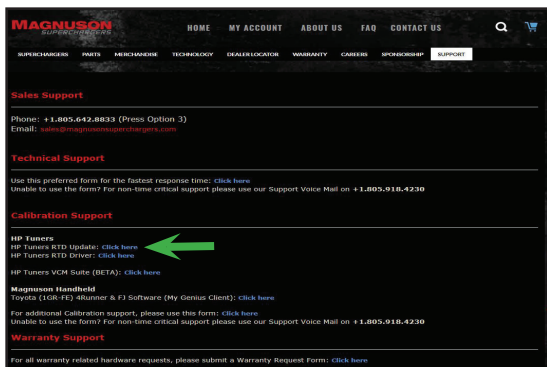 MAGNUSON
SUPERCHARGERS
HOME MY ACCOUNT ABOUT US FAQ CONTACT US
SUPERCHARGERS PARTS MERCHANDISE TECHNOLOGY DEALER LOCATOR WARRANTY CAREERS SPONSORSHIP SUPPORT
Sales Support
Phone: +1.805.642.8833 (Press Option 3)
Email: sales@magnusonsuperchargers.com
Technical Support
Use this preferred form for the fastest response time: Click here
Unable to use the form? For non-time critical support please use our Support Voice Mail on +1.805.918.4230
Calibration Support
HP Tuners
HP Tuners RTD Update: Click here
HP Tuners RTD Driver: Click here
HP Tuners VCM Suite (BETA): Click here
Magnuson Handheld
Toyota (1GR-FE) 4Runner & FJ Software (My Genius Client): Click here
For additional Calibration support, please use this form: Click here
Unable to use the form? For non-time critical support please use our Support Voice Mail on +1.805.918.4230
Warranty Support
For all warranty related hardware requests, please submit a Warranty Request Form: Click here